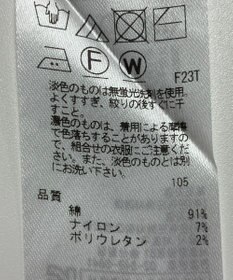 F
W
F23T
淡色のものは無蛍光洗剤を使用
よくすすぎ、絞りの後すぐに干
すこと。
濃色のものは、着用による摩擦
で色落ちすることがあります
ので、組合せの衣服にご注意くだ
さい。また、淡色のものとは別
にお洗い下さい。
105
品質
綿 91%
ナイロン 7%
ポリウレタン 2%